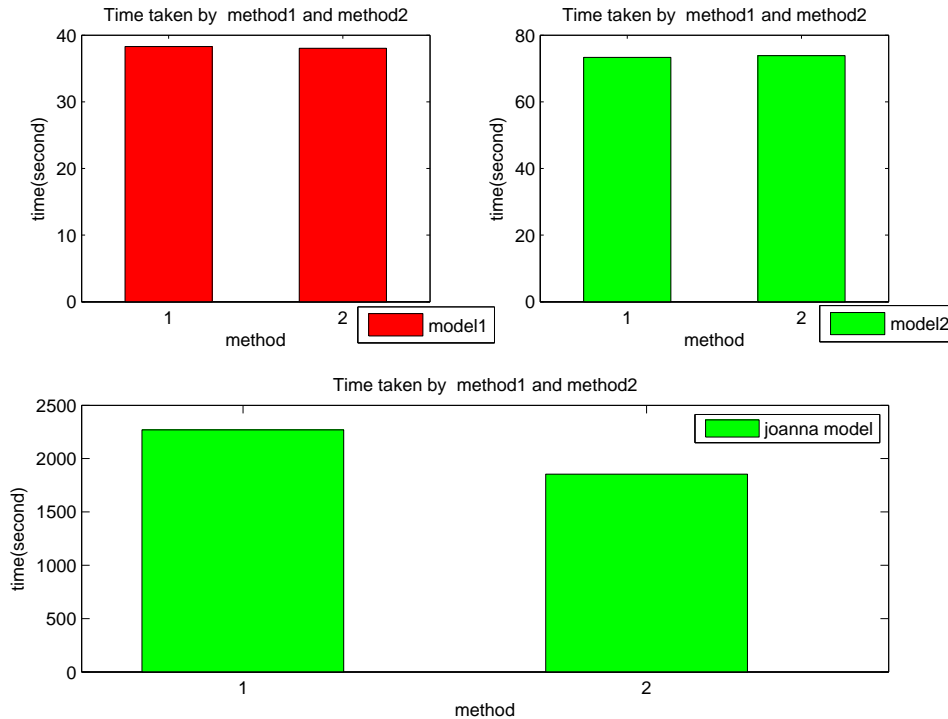 Time taken by method1 and method2
40
30
20
10
0
time(second)
1
2
method
model1
Time taken by method1 and method2
80
60
40
20
0
time(second)
1
2
method
model2
Time taken by method1 and method2
2500
2000
1500
1000
500
0
time(second)
joanna model
1
2
method